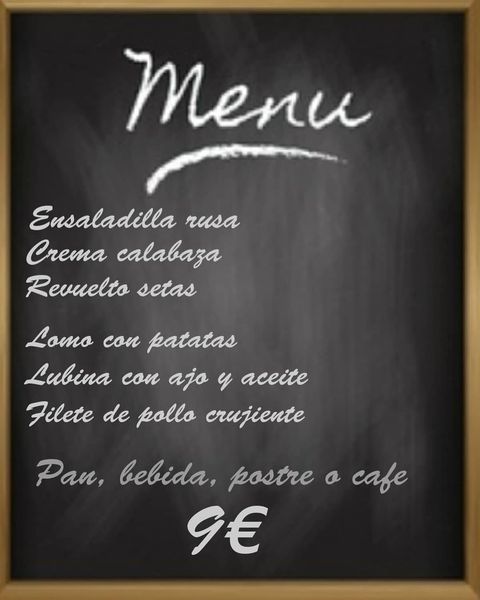 Menu
Ensaladilla rusa
Crema calabaza
Revuelto setas
Lomo con patatas
Lubina con ajo y aceite
Filete de pollo crujiente
Pan, bebida, postre o cafe
9€